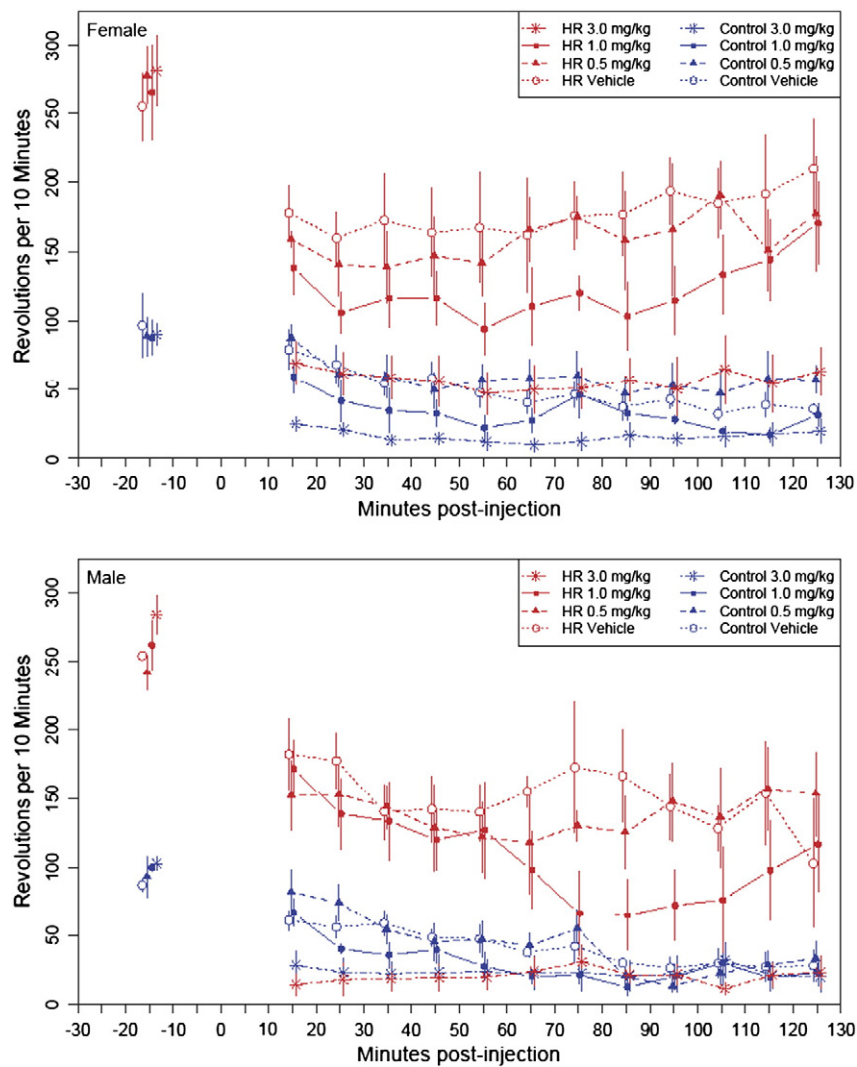 Female
HR 3.0 mg/kg Control 3.0 mg/kg
HR 1.0 mg/kg Control 1.0 mg/kg
HR 0.5 mg/kg Control 0.5 mg/kg
HR Vehicle Control Vehicle
Revolutions per 10 Minutes
300
250
200
150
100
50
0
-30 -20 -10 0 10 20 30 40 50 60 70 80 90 100 110 120 130
Minutes post-injection
Male
HR 3.0 mg/kg Control 3.0 mg/kg
HR 1.0 mg/kg Control 1.0 mg/kg
HR 0.5 mg/kg Control 0.5 mg/kg
HR Vehicle Control Vehicle
Revolutions per 10 Minutes
300
250
200
150
100
50
0
-30 -20 -10 0 10 20 30 40 50 60 70 80 90 100 110 120 130
Minutes post-injection